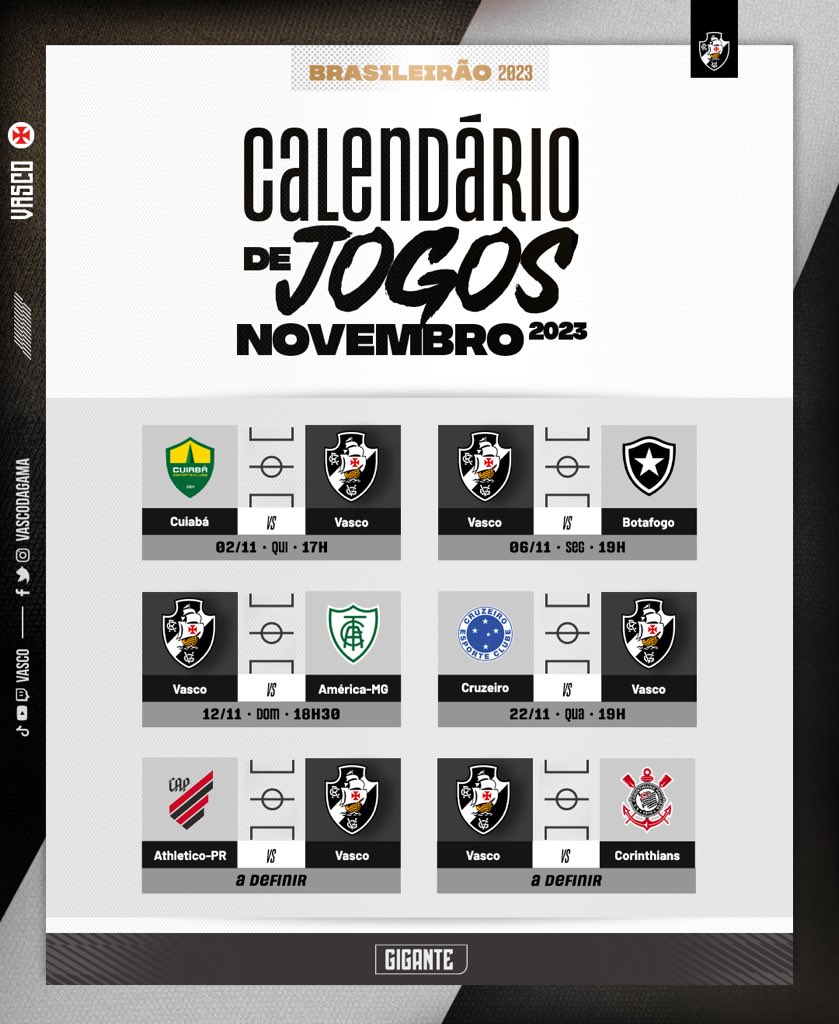 BRASILEIRÃO 2023
CALENDÁRIO
DE JOGOS
NOVEMBRO 2023
VASCO
VASCODAGAMA
VASCO
CUIABÁ
ESPORTE CLUBE
2001
Cuiabá VS Vasco
02/11 · QUI · 17H
Vasco VS Botafogo
06/11 · SEG · 19H
Vasco VS América-MG
12/11 · DOM · 18H30
CRUZEIRO
ESPORTE CLUBE
Cruzeiro VS Vasco
22/11 · QUA · 19H
CAP
Athletico-PR VS Vasco
A DEFINIR
Vasco VS Corinthians
A DEFINIR
GIGANTE